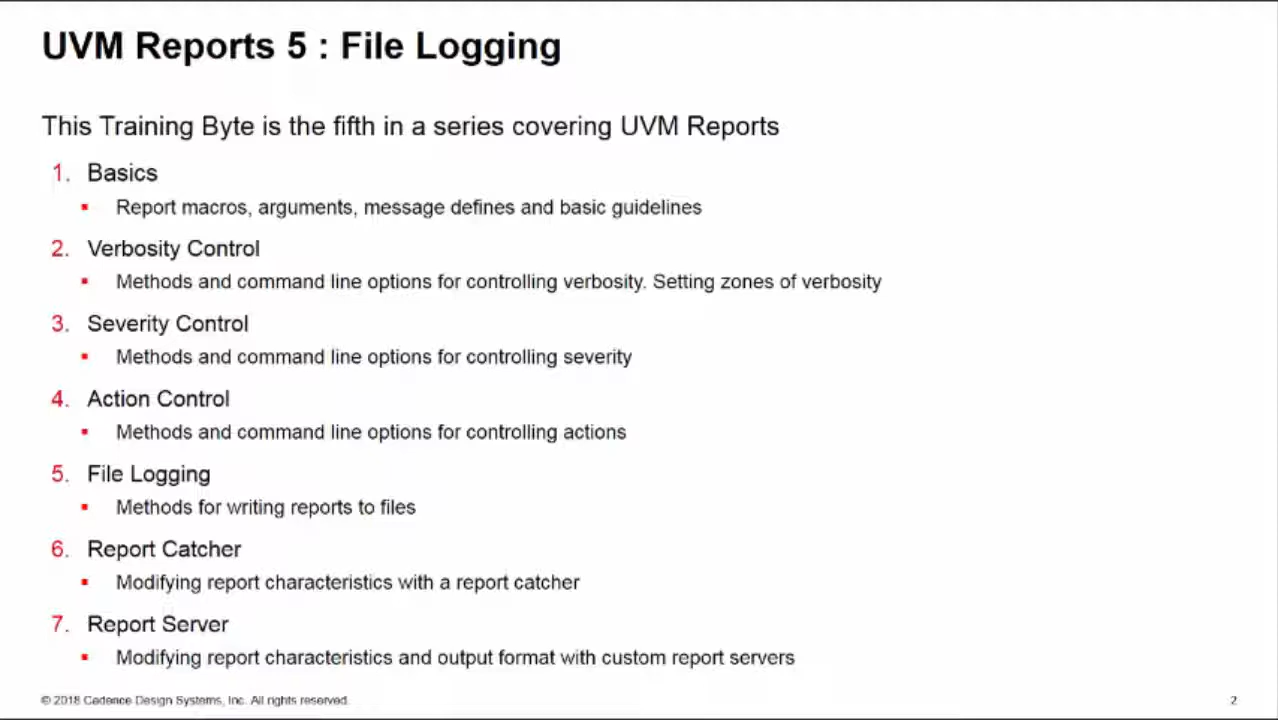 UVM Reports 5 : File Logging
This Training Byte is the fifth in a series covering UVM Reports
1. Basics
▪ Report macros, arguments, message defines and basic guidelines
2. Verbosity Control
▪ Methods and command line options for controlling verbosity. Setting zones of verbosity
3. Severity Control
▪ Methods and command line options for controlling severity
4. Action Control
▪ Methods and command line options for controlling actions
5. File Logging
▪ Methods for writing reports to files
6. Report Catcher
▪ Modifying report characteristics with a report catcher
7. Report Server
▪ Modifying report characteristics and output format with custom report servers
© 2018 Cadence Design Systems, Inc. All rights reserved.
2